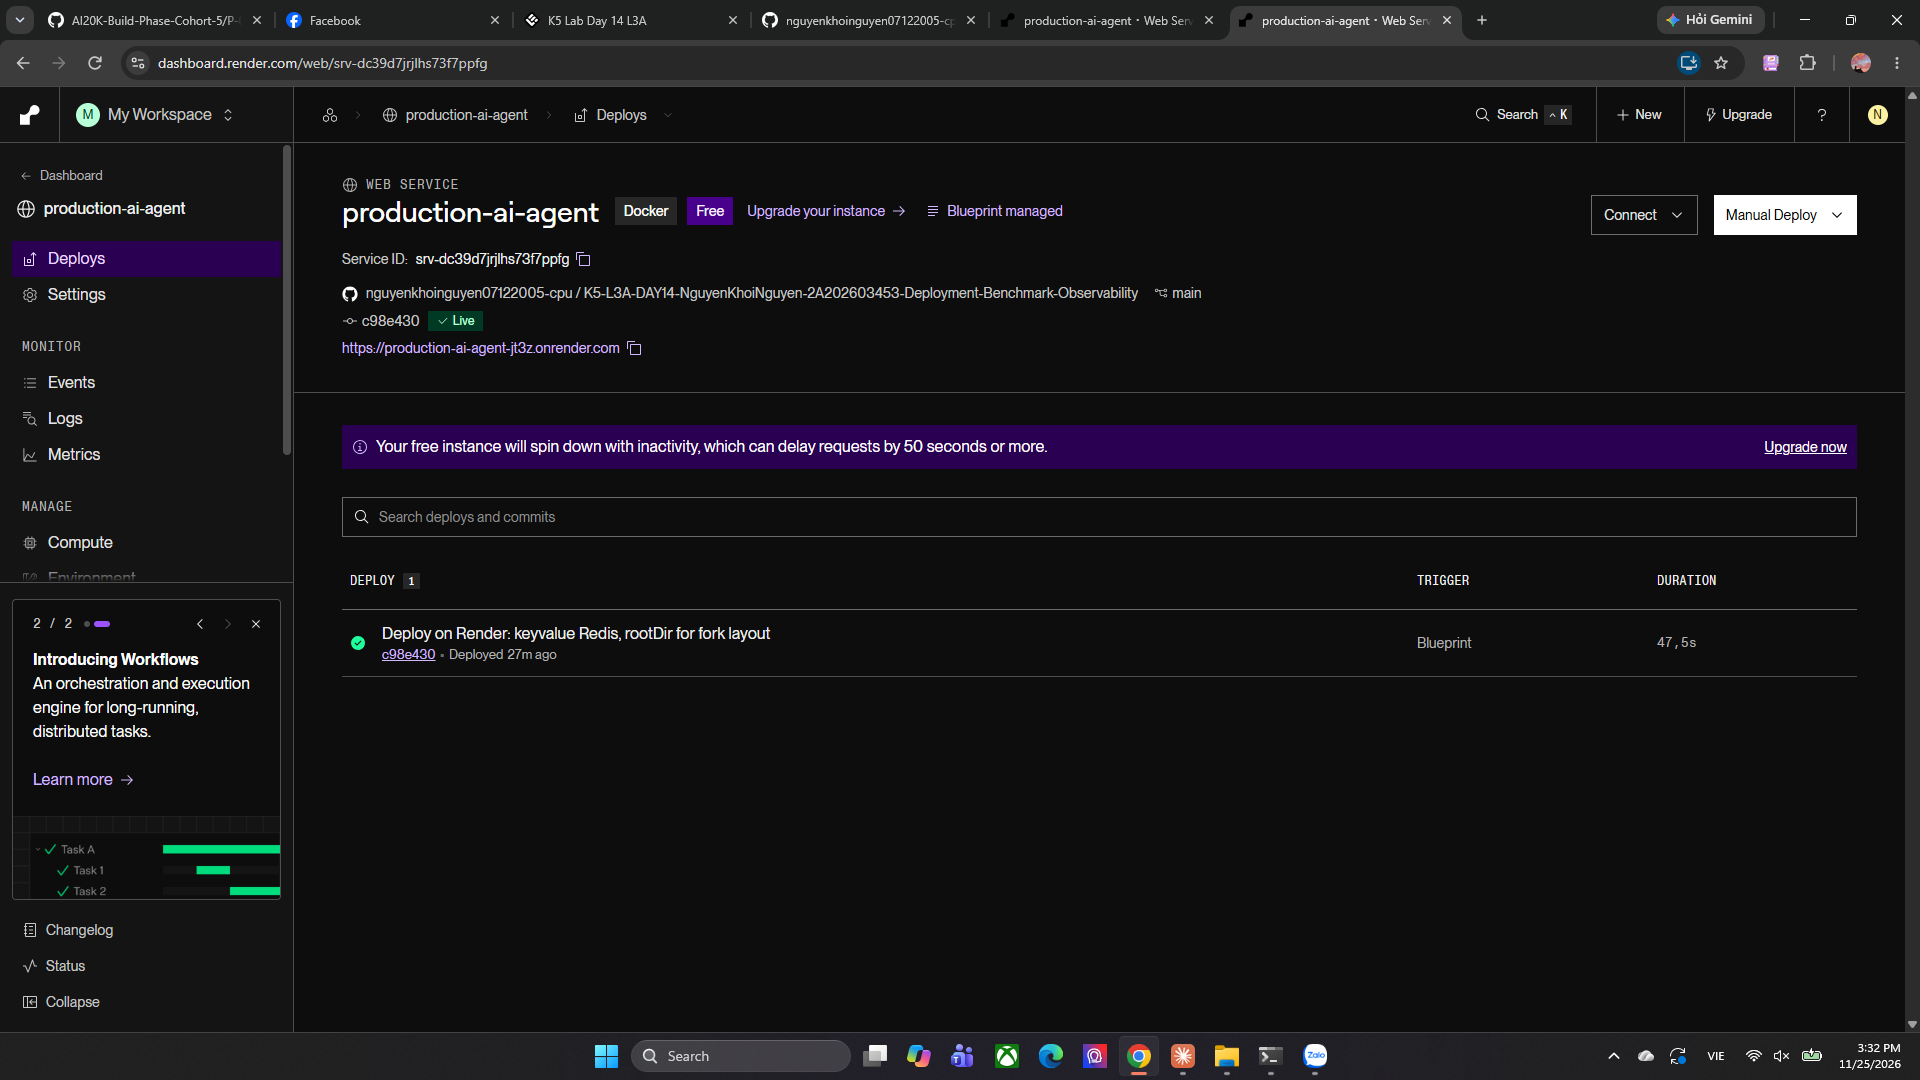 AI20K-Build-Phase-Cohort-5/P-
Facebook
K5 Lab Day 14 L3A
nguyenkhoinguyen07122005-cp
production-ai-agent · Web Serv
production-ai-agent · Web Serv
Hỏi Gemini
dashboard.render.com/web/srv-dc39d7jrjlhs73f7ppfg
M My Workspace
production-ai-agent
Deploys
Search ^ K
+ New
Upgrade
?
N
← Dashboard
production-ai-agent
Deploys
Settings
MONITOR
Events
Logs
Metrics
MANAGE
Compute
Environment
2 / 2
Introducing Workflows
An orchestration and execution
engine for long-running,
distributed tasks.
Learn more →
Task A
Task 1
Task 2
Changelog
Status
Collapse
WEB SERVICE
production-ai-agent Docker Free Upgrade your instance → Blueprint managed
Connect
Manual Deploy
Service ID: srv-dc39d7jrjlhs73f7ppfg
nguyenkhoinguyen07122005-cpu / K5-L3A-DAY14-NguyenKhoiNguyen-2A202603453-Deployment-Benchmark-Observability main
c98e430 Live
https://production-ai-agent-jt3z.onrender.com
Your free instance will spin down with inactivity, which can delay requests by 50 seconds or more.
Upgrade now
Search deploys and commits
DEPLOY 1 TRIGGER DURATION
Deploy on Render: keyvalue Redis, rootDir for fork layout
c98e430 • Deployed 27m ago
Blueprint
47,5s
Search
Zalo
VIE
3:32 PM
11/25/2026